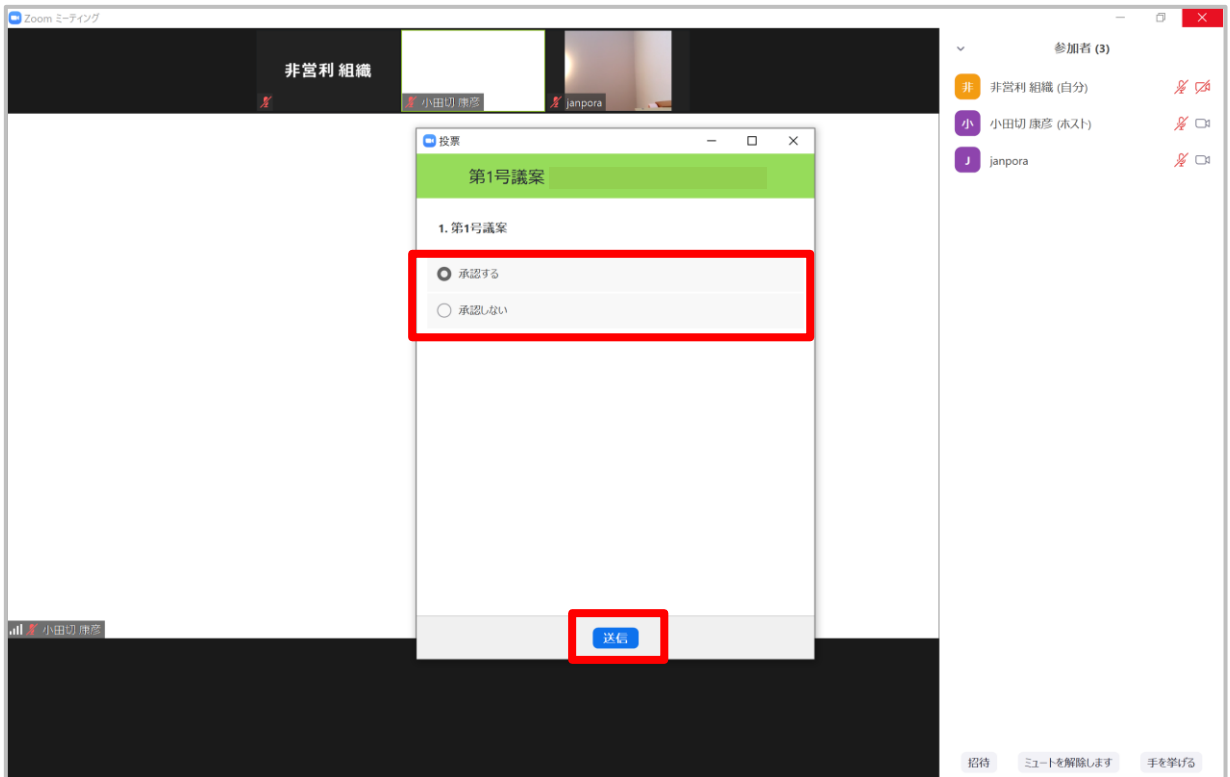 Zoom ミーティング
非営利 組織
小田切 康彦
janpora
参加者 (3)
非 非営利 組織 (自分)
小 小田切 康彦 (ホスト)
J janpora
投票
第1号議案
1. 第1号議案
承認する
承認しない
送信
小田切 康彦
招待 ミュートを解除します 手を挙げる